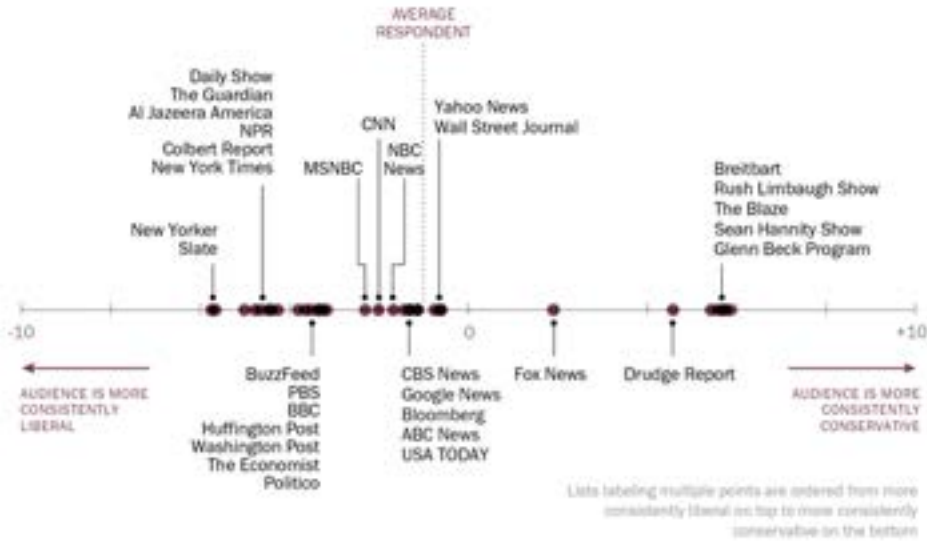 AVERAGE
RESPONDENT
Daily Show
The Guardian
Al Jazeera America
NPR
Colbert Report
New York Times
CNN
Yahoo News
Wall Street Journal
MSNBC
NBC
News
Breitbart
Rush Limbaugh Show
The Blaze
Sean Hannity Show
Glenn Beck Program
New Yorker
Slate
-10
0
+10
AUDIENCE IS MORE
CONSISTENTLY
LIBERAL
BuzzFeed
PBS
BBC
Huffington Post
Washington Post
The Economist
Politico
CBS News
Google News
Bloomberg
ABC News
USA TODAY
Fox News
Drudge Report
AUDIENCE IS MORE
CONSISTENTLY
CONSERVATIVE
Lists labeling multiple points are ordered from more
consistently liberal on top to more consistently
conservative on the bottom